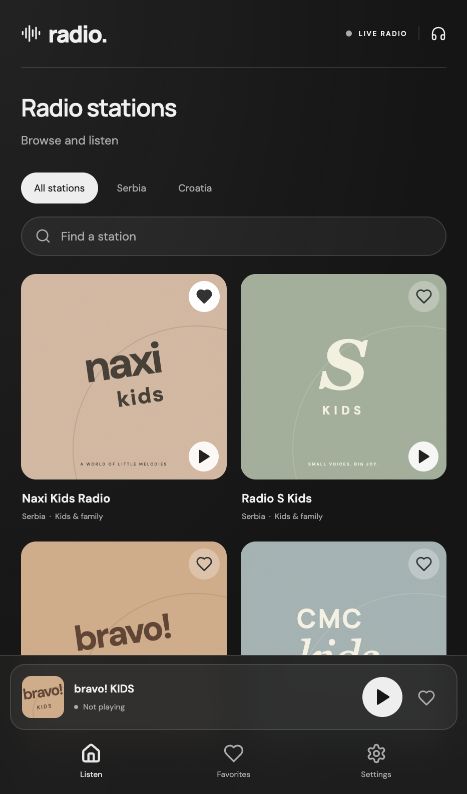 radio.
LIVE RADIO
Radio stations
Browse and listen
All stations
Serbia
Croatia
Find a station
naxi
kids
A WORLD OF LITTLE MELODIES
S
KIDS
SMALL VOICES. BIG JOY.
Naxi Kids Radio
Serbia · Kids & family
Radio S Kids
Serbia · Kids & family
bravo!
CMC
kids
bravo!
KIDS
bravo! KIDS
Not playing
Listen
Favorites
Settings